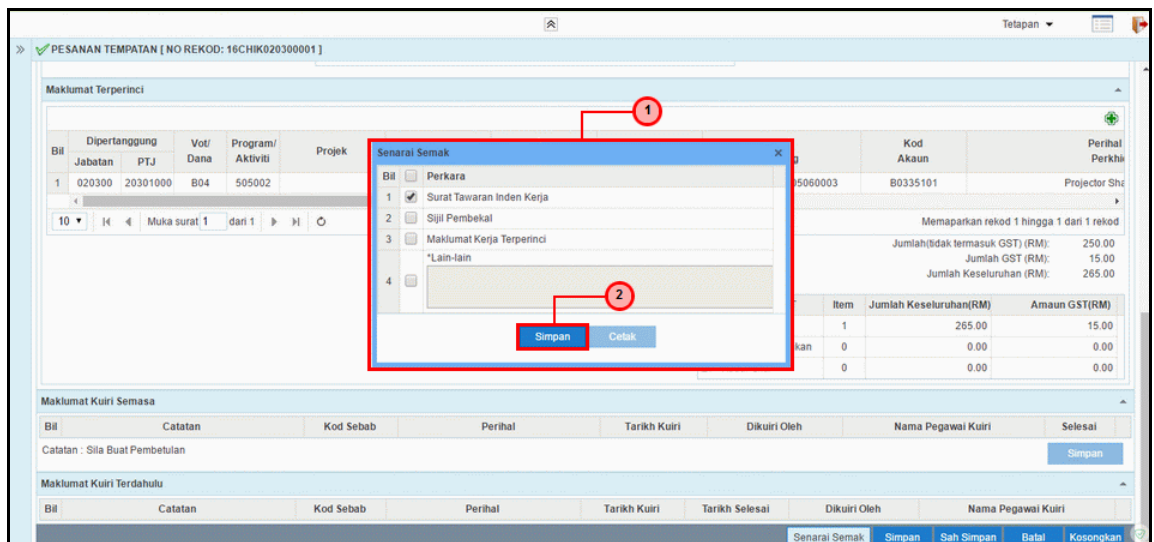 Tetapan
PESANAN TEMPATAN [ NO REKOD: 16CHIK020300001 ]
Maklumat Terperinci
1
Bil Dipertanggung Vot/ Dana Program/ Aktiviti Projek Kod Akaun Perihal
Jabatan PTJ
1 020300 20301000 B04 505002 05060003 B0335101 Projector Sha
10 Muka surat 1 dari 1 Memaparkan rekod 1 hingga 1 dari 1 rekod
Senarai Semak ×
Bil Perkara
1 Surat Tawaran Inden Kerja
2 Sijil Pembekal
3 Maklumat Kerja Terperinci
4 *Lain-lain
2
Simpan Cetak
Jumlah(tidak termasuk GST) (RM): 250.00
Jumlah GST (RM): 15.00
Jumlah Keseluruhan (RM): 265.00
Item Jumlah Keseluruhan(RM) Amaun GST(RM)
1 265.00 15.00
kan 0 0.00 0.00
0 0.00 0.00
Maklumat Kuiri Semasa
Bil Catatan Kod Sebab Perihal Tarikh Kuiri Dikuiri Oleh Nama Pegawai Kuiri Selesai
Catatan : Sila Buat Pembetulan Simpan
Maklumat Kuiri Terdahulu
Bil Catatan Kod Sebab Perihal Tarikh Kuiri Tarikh Selesai Dikuiri Oleh Nama Pegawai Kuiri
Senarai Semak Simpan Sah Simpan Batal Kosongkan